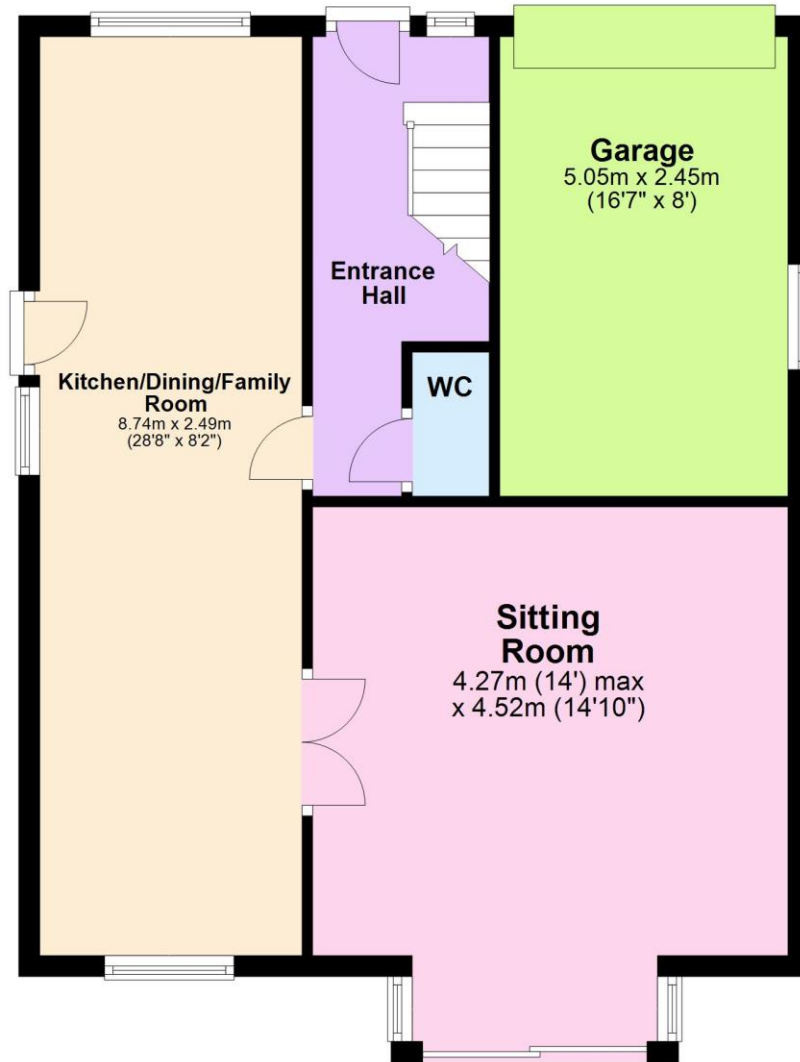 Garage
5.05m x 2.45m
(16'7" x 8')
Entrance
Hall
Kitchen/Dining/Family
Room
8.74m x 2.49m
(28'8" x 8'2")
WC
Sitting
Room
4.27m (14') max
x 4.52m (14'10")